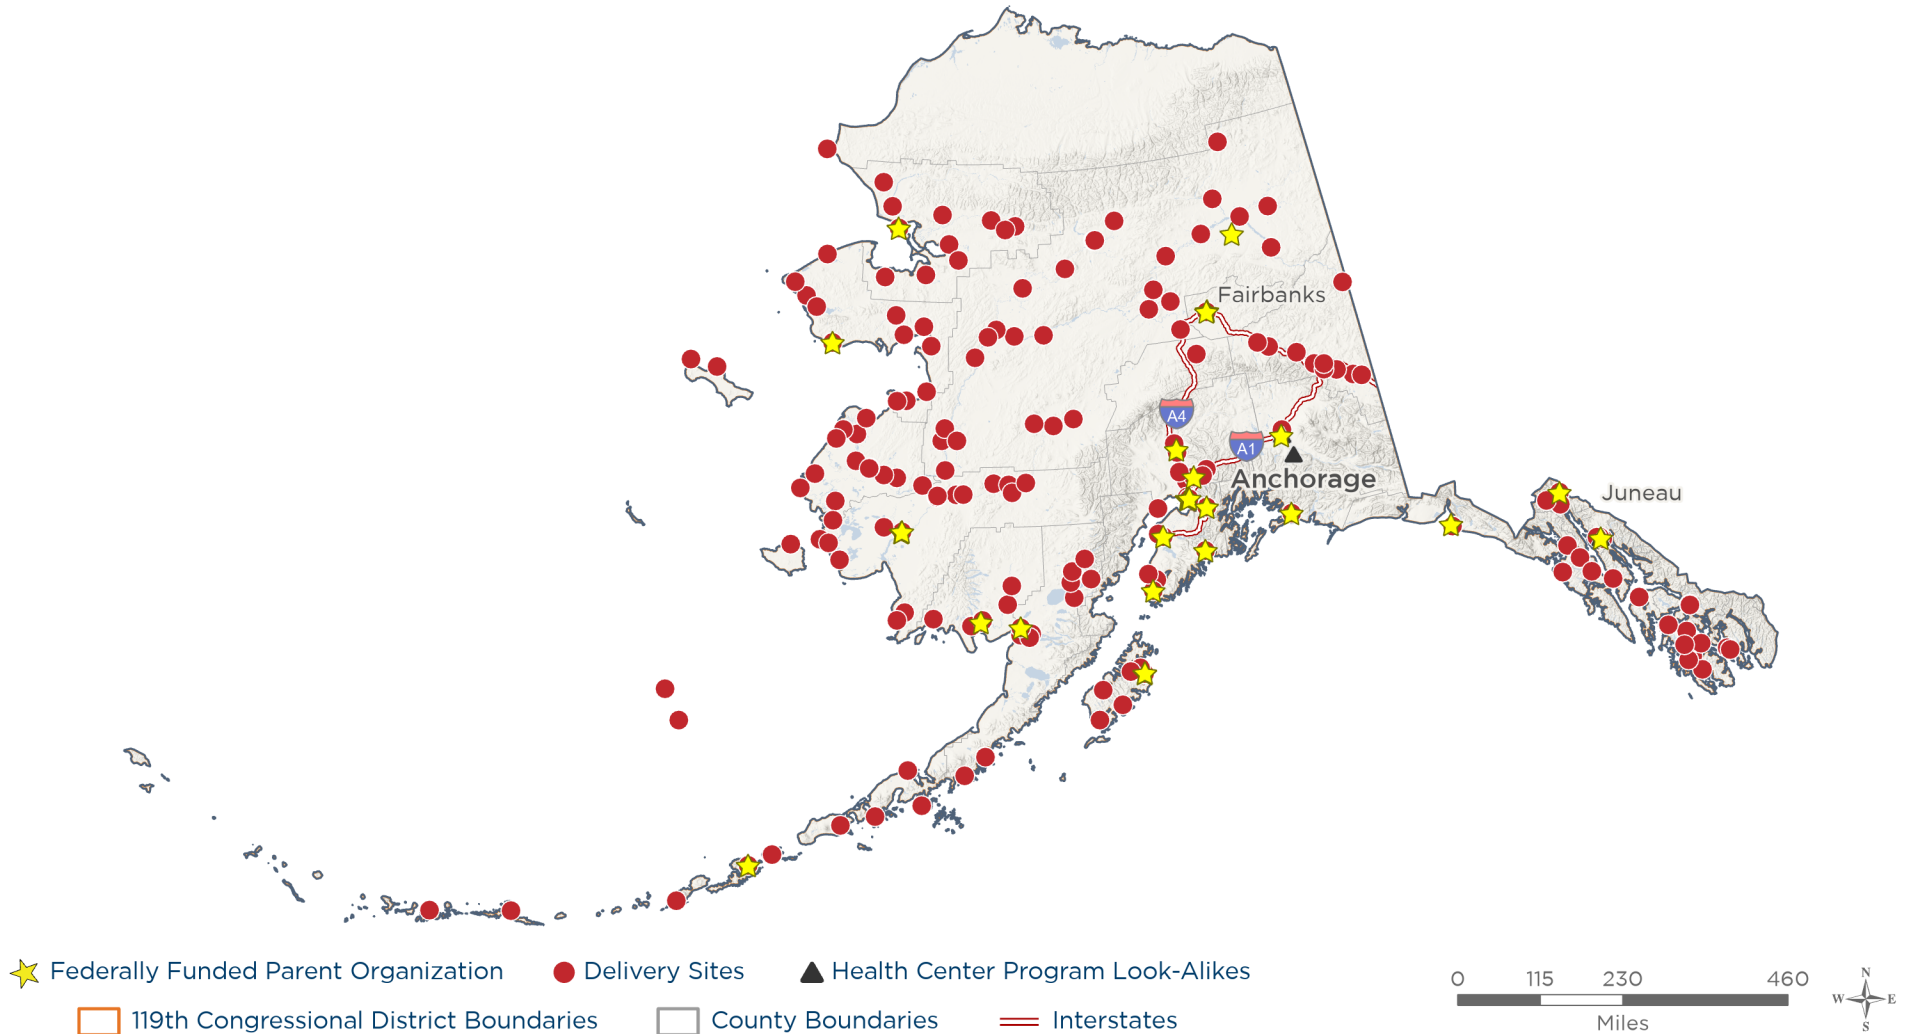 Fairbanks
A4
A1
Anchorage
Juneau
Federally Funded Parent Organization
Delivery Sites
Health Center Program Look-Alikes
119th Congressional District Boundaries
County Boundaries
Interstates
0 115 230 460
Miles
N
W E
S